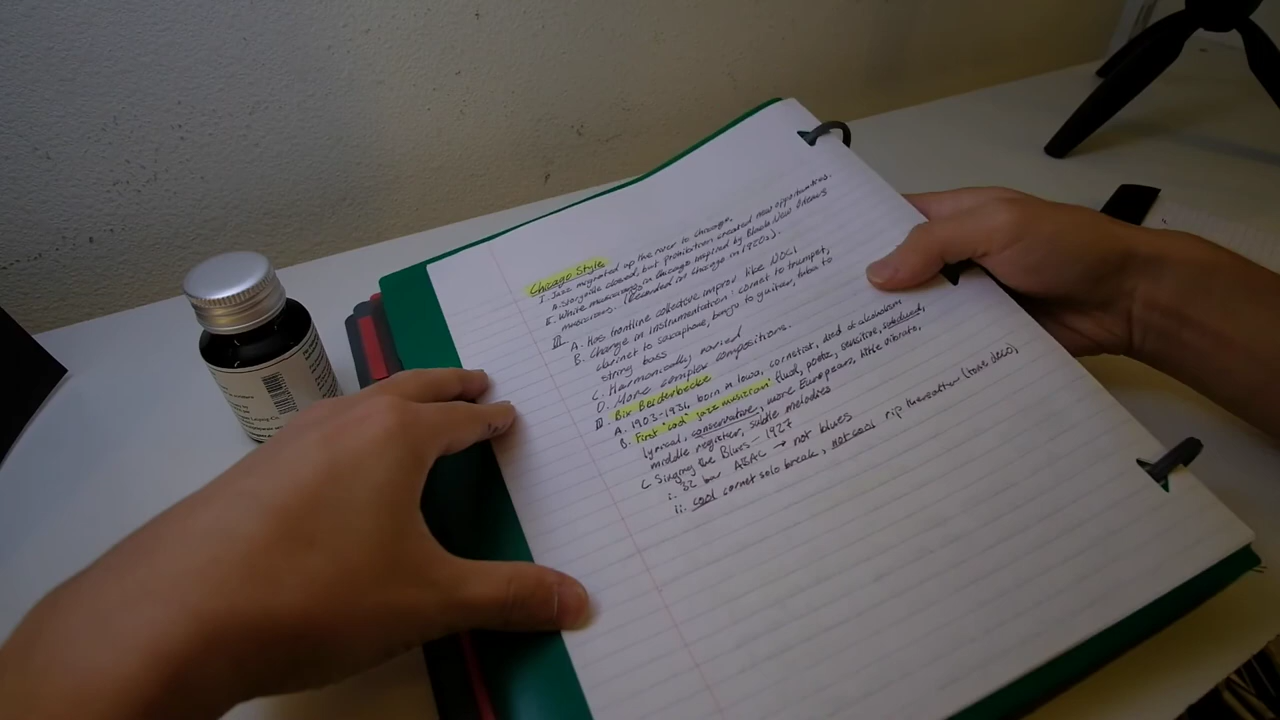 Chicago Style
I. Jazz migrated up the river to Chicago.
A. Storyville closed, but prohibition created new opportunities.
White musicians in Chicago inspired by Black New Orleans
musicians. (Recorded in Chicago in 1920s).
III.
A. Has frontline collective improv like NOCI
B. Change in instrumentation: cornet to trumpet,
clarinet to saxophone, banjo to guitar, tuba to
string bass
C. Harmonically varied
D. More complex compositions.
Bix Beiderbecke
A. 1903-1931, born in Iowa, cornetist, died of alcoholism
B. First "cool" jazz musician: fluid, poetic, sensitive, subdued,
lyrical, conservative, more European, little vibrato,
middle register, subtle melodies
C. Singing the Blues - 1927
i. 32 bar ABAC → not blues
ii. cool cornet solo break, not cool rip thereafter (tone, deco)